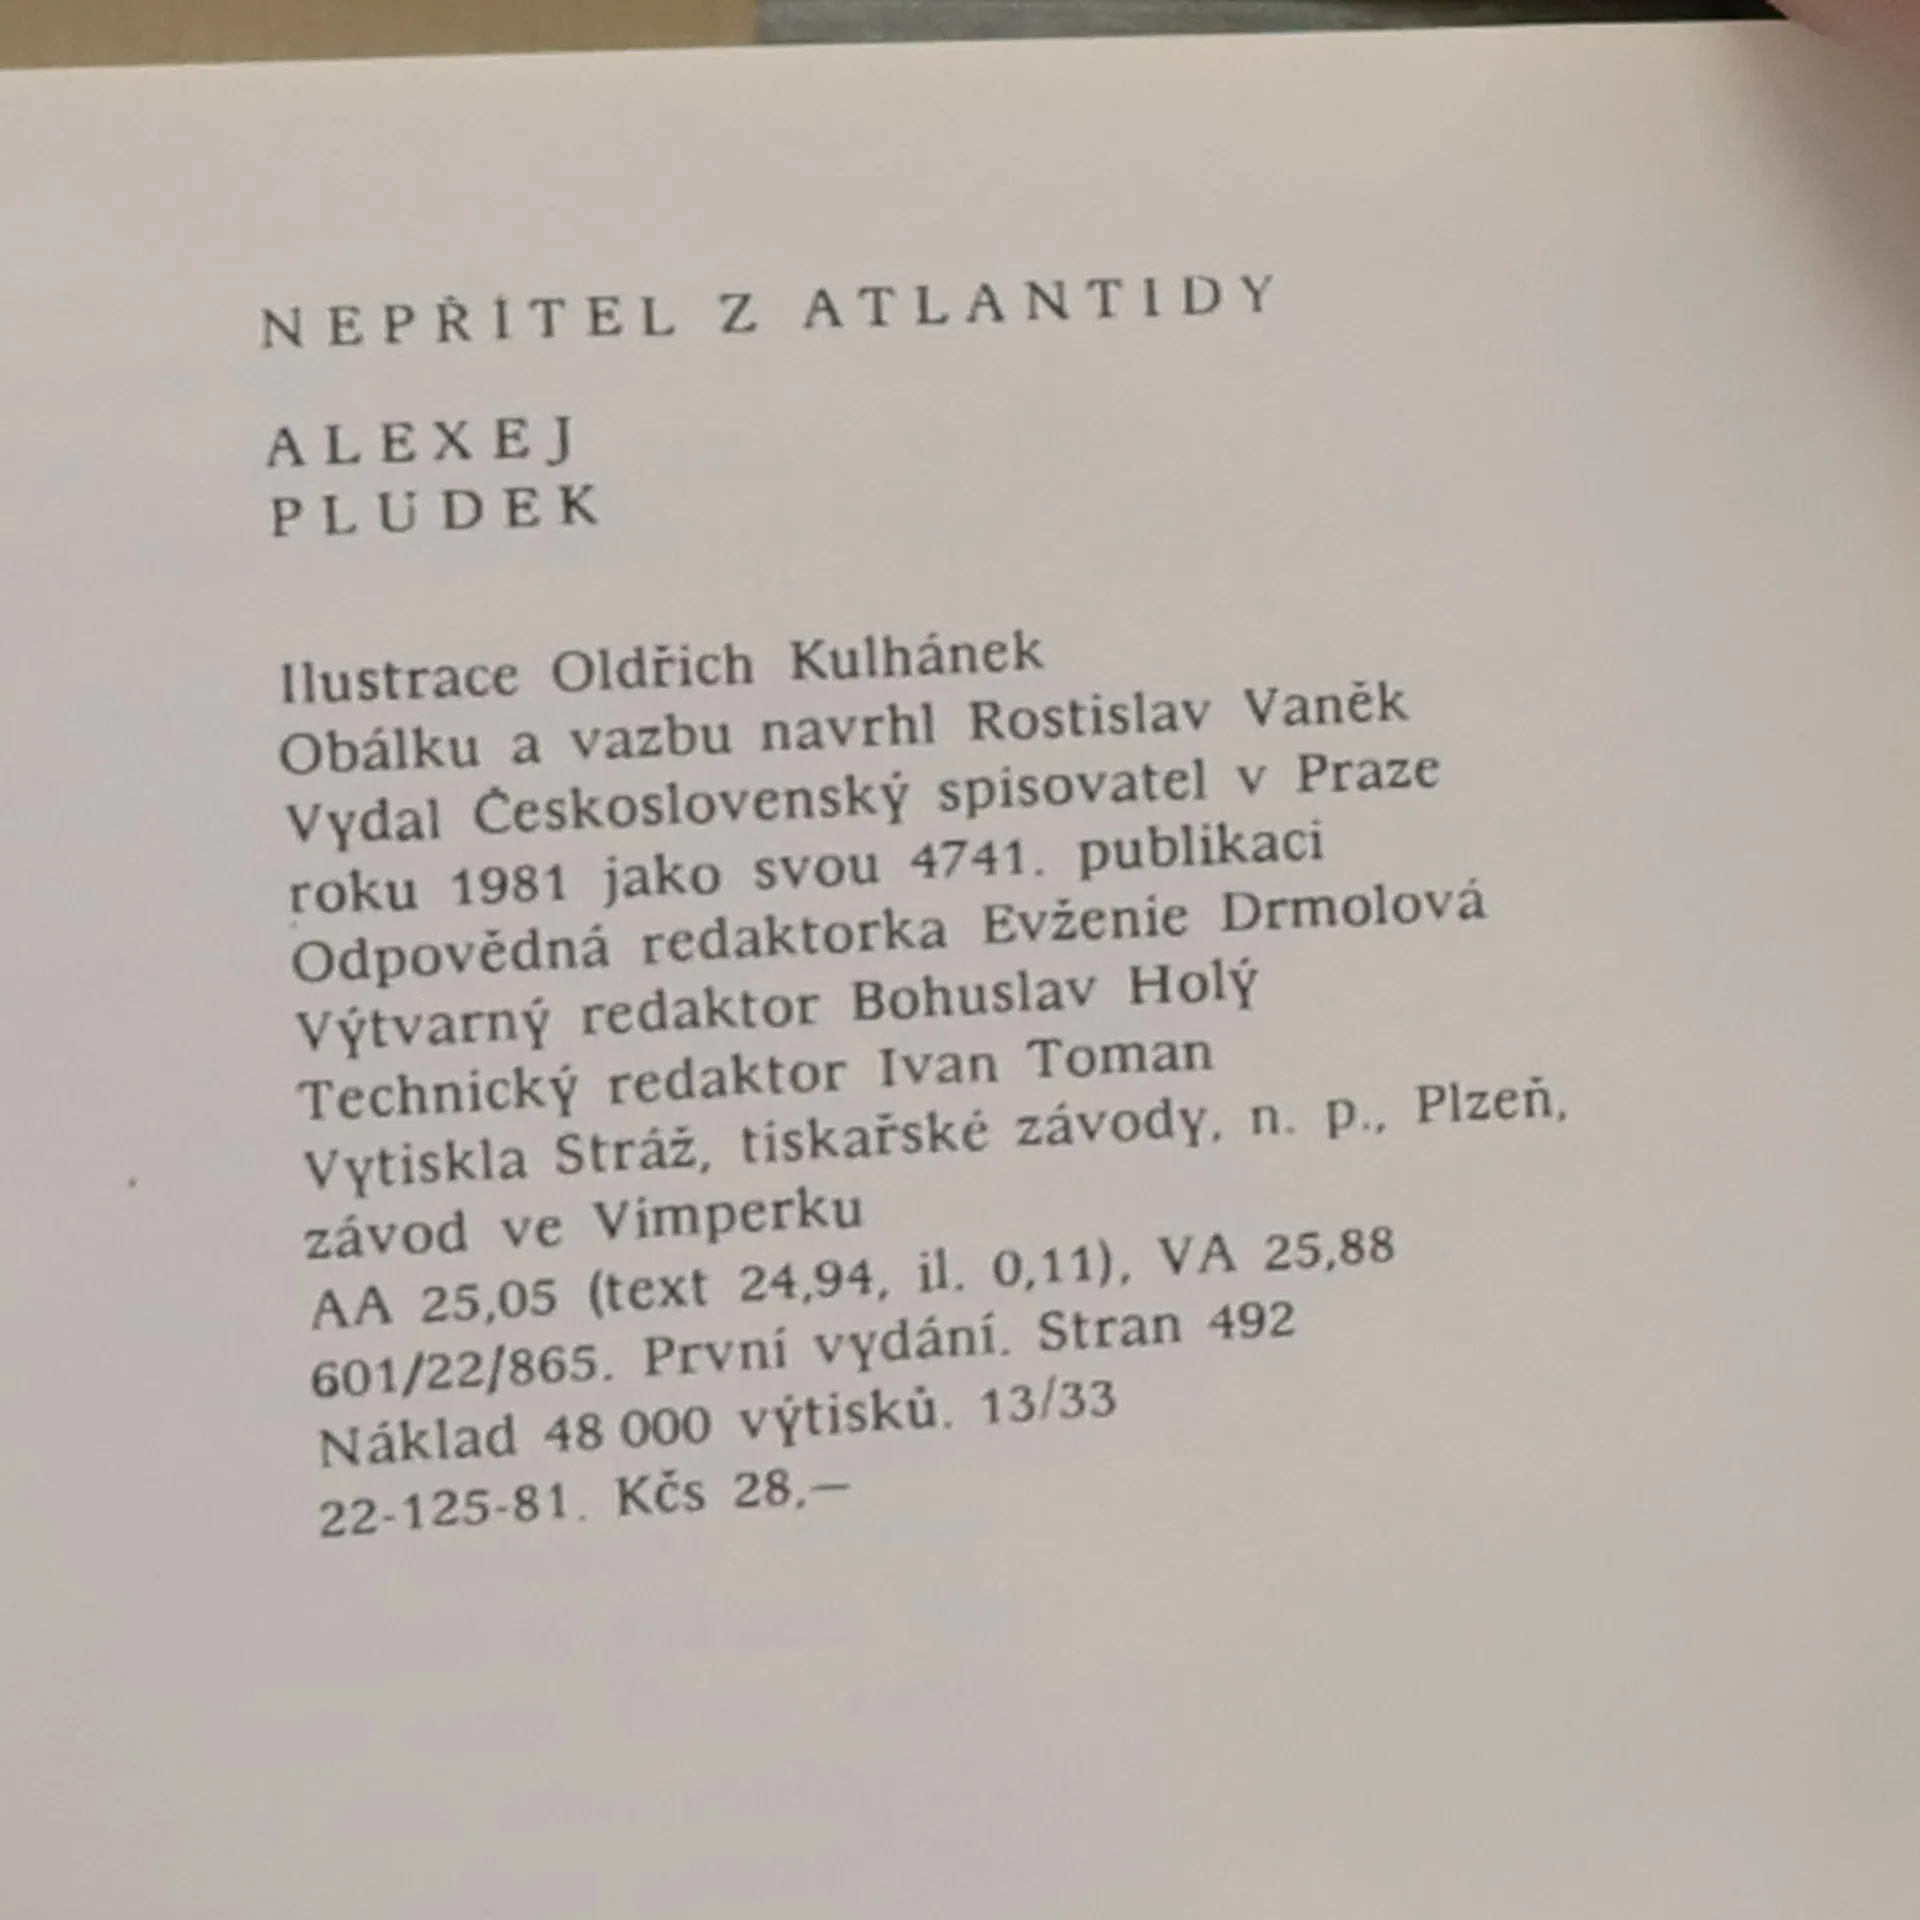 NEPŘÍTEL Z ATLANTIDY
ALEXEJ
PLUDEK
Ilustrace Oldřich Kulhánek
Obálku a vazbu navrhl Rostislav Vaněk
Vydal Československý spisovatel v Praze
roku 1981 jako svou 4741. publikaci
Odpovědná redaktorka Evženie Drmolová
Výtvarný redaktor Bohuslav Holý
Technický redaktor Ivan Toman
Vytiskla Stráž, tiskařské závody, n. p., Plzeň,
závod ve Vimperku
AA 25,05 (text 24,94, il. 0,11), VA 25,88
601/22/865. První vydání. Stran 492
Náklad 48 000 výtisků. 13/33
22-125-81. Kčs 28,—